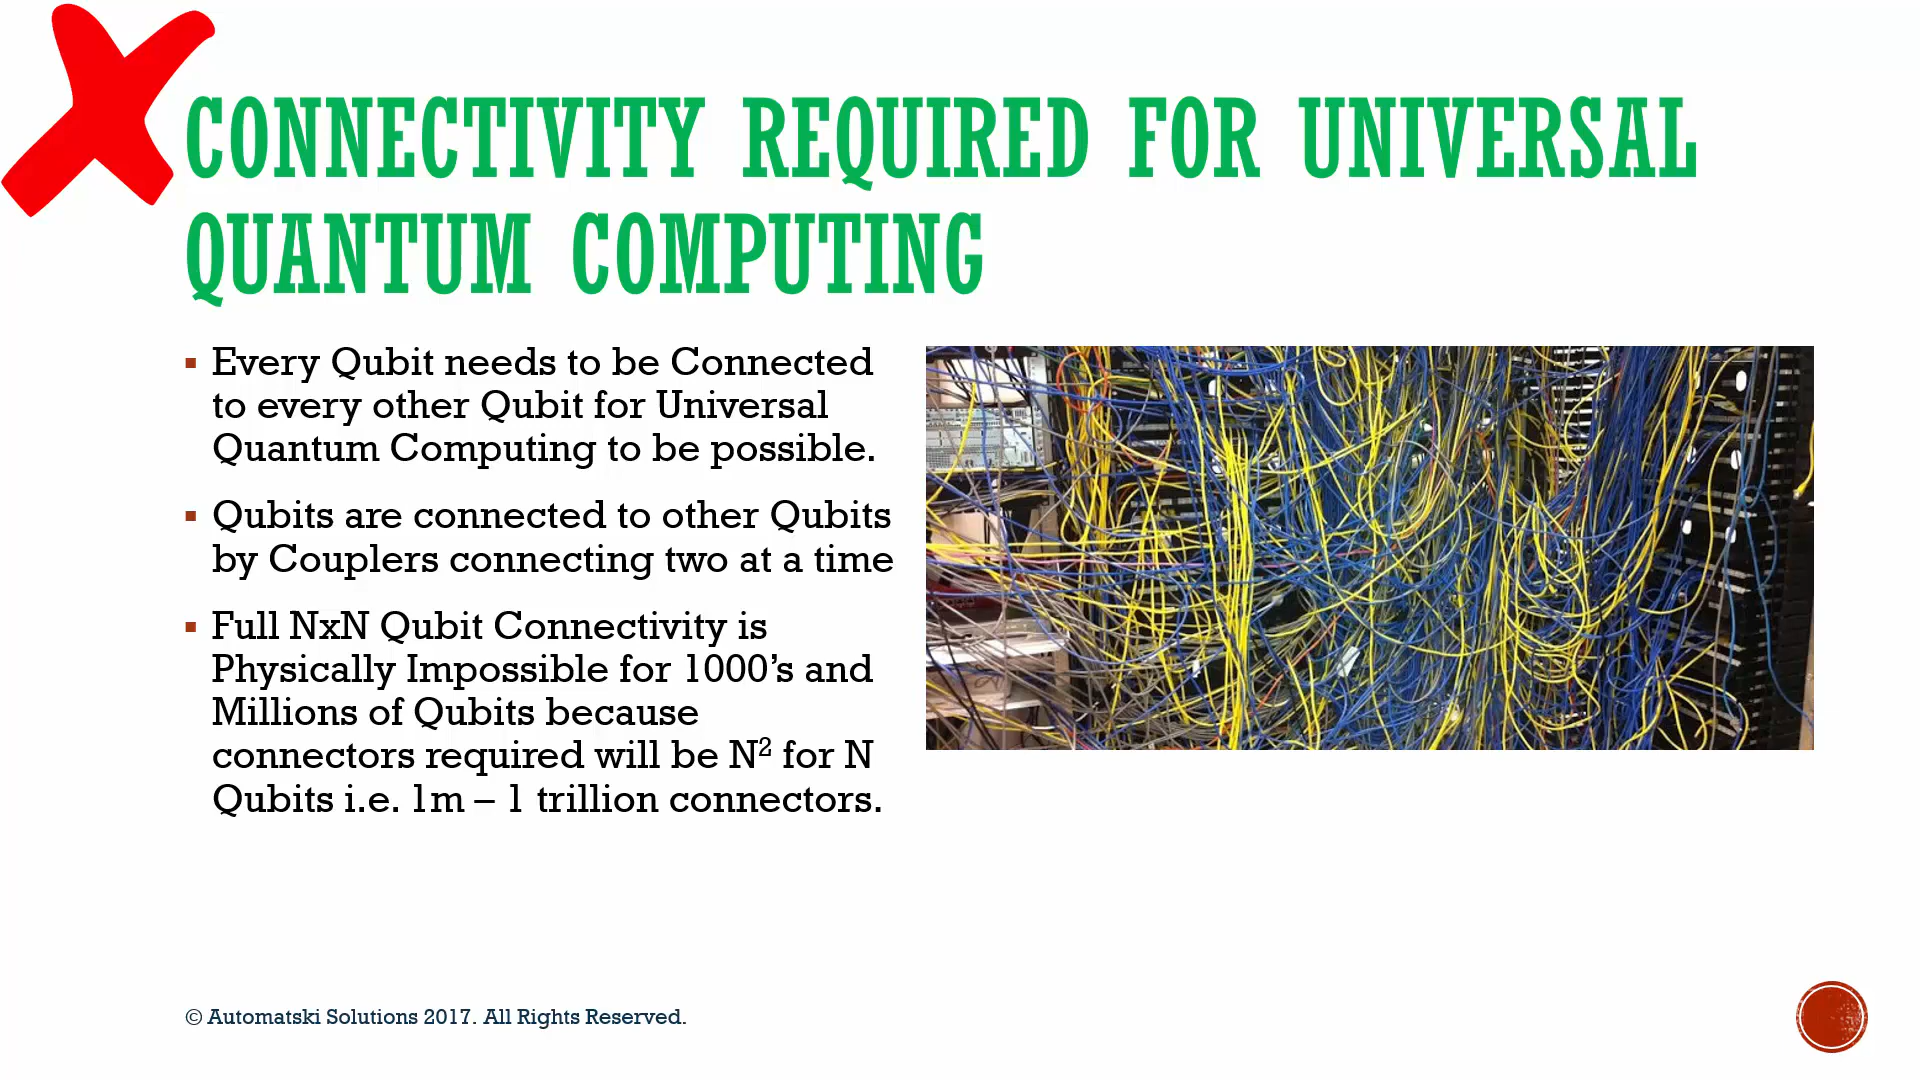 CONNECTIVITY REQUIRED FOR UNIVERSAL
QUANTUM COMPUTING
▪ Every Qubit needs to be Connected
to every other Qubit for Universal
Quantum Computing to be possible.
▪ Qubits are connected to other Qubits
by Couplers connecting two at a time
▪ Full NxN Qubit Connectivity is
Physically Impossible for 1000’s and
Millions of Qubits because
connectors required will be N² for N
Qubits i.e. 1m – 1 trillion connectors.
© Automatski Solutions 2017. All Rights Reserved.